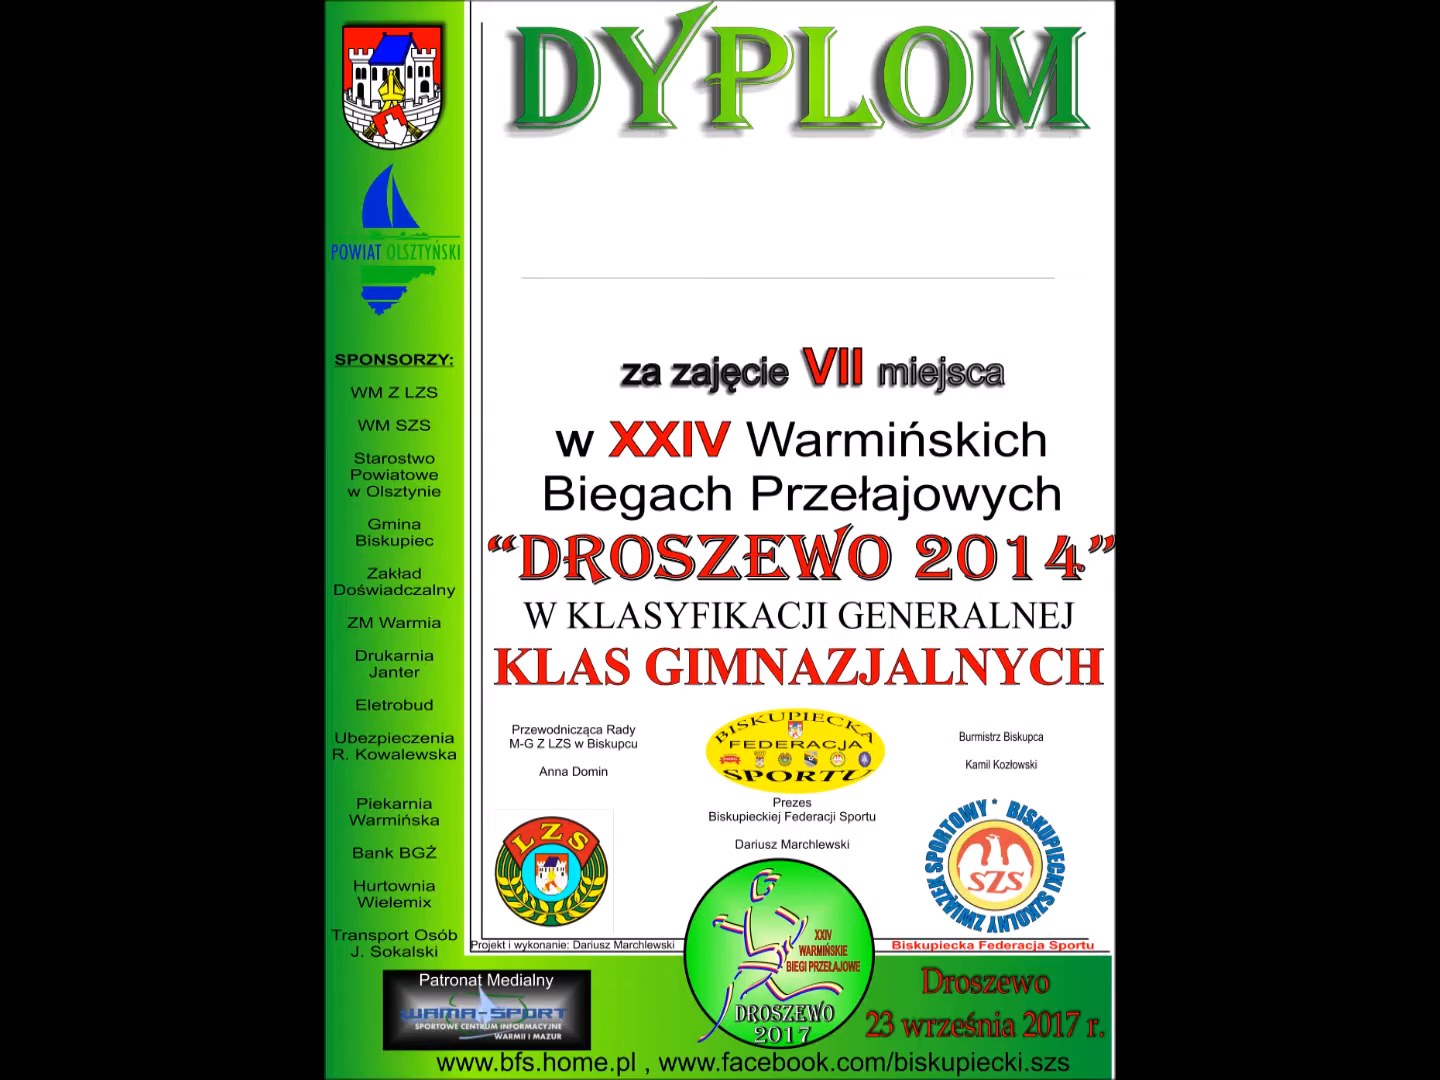 DYPLOM
POWIAT OLSZTYŃSKI
SPONSORZY:
WM Z LZS
WM SZS
Starostwo
Powiatowe
w Olsztynie
Gmina
Biskupiec
Zakład
Doświadczalny
ZM Warmia
Drukarnia
Janter
Eletrobud
Ubezpieczenia
R. Kowalewska
Piekarnia
Warmińska
Bank BGŻ
Hurtownia
Wielemix
Transport Osób
J. Sokalski
za zajęcie VII miejsca
w XXIV Warmińskich
Biegach Przełajowych
“DROSZEWO 2014”
W KLASYFIKACJI GENERALNEJ
KLAS GIMNAZJALNYCH
Przewodnicząca Rady
M-G Z LZS w Biskupcu
Anna Domin
BISKUPIECKA
FEDERACJA
SPORTU
Prezes
Biskupieckiej Federacji Sportu
Dariusz Marchlewski
Burmistrz Biskupca
Kamil Kozłowski
LZS
BISKUPIECKI SZKOLNY ZWIĄZEK SPORTOWY *
SZS
Projekt i wykonanie: Dariusz Marchlewski
Biskupiecka Federacja Sportu
XXIV
WARMIŃSKIE
BIEGI PRZEŁAJOWE
DROSZEWO
2017
Droszewo
23 września 2017 r.
Patronat Medialny
WAMA-SPORT
SPORTOWE CENTRUM INFORMACYJNE
WARMII I MAZUR
www.bfs.home.pl , www.facebook.com/biskupiecki.szs